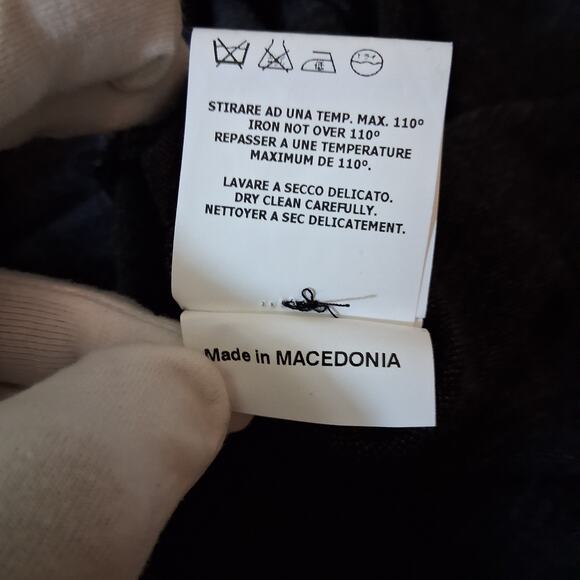 STIRARE AD UNA TEMP. MAX. 110º
IRON NOT OVER 110º
REPASSER A UNE TEMPERATURE
MAXIMUM DE 110º.
LAVARE A SECCO DELICATO.
DRY CLEAN CAREFULLY.
NETTOYER A SEC DELICATEMENT.
Made in MACEDONIA